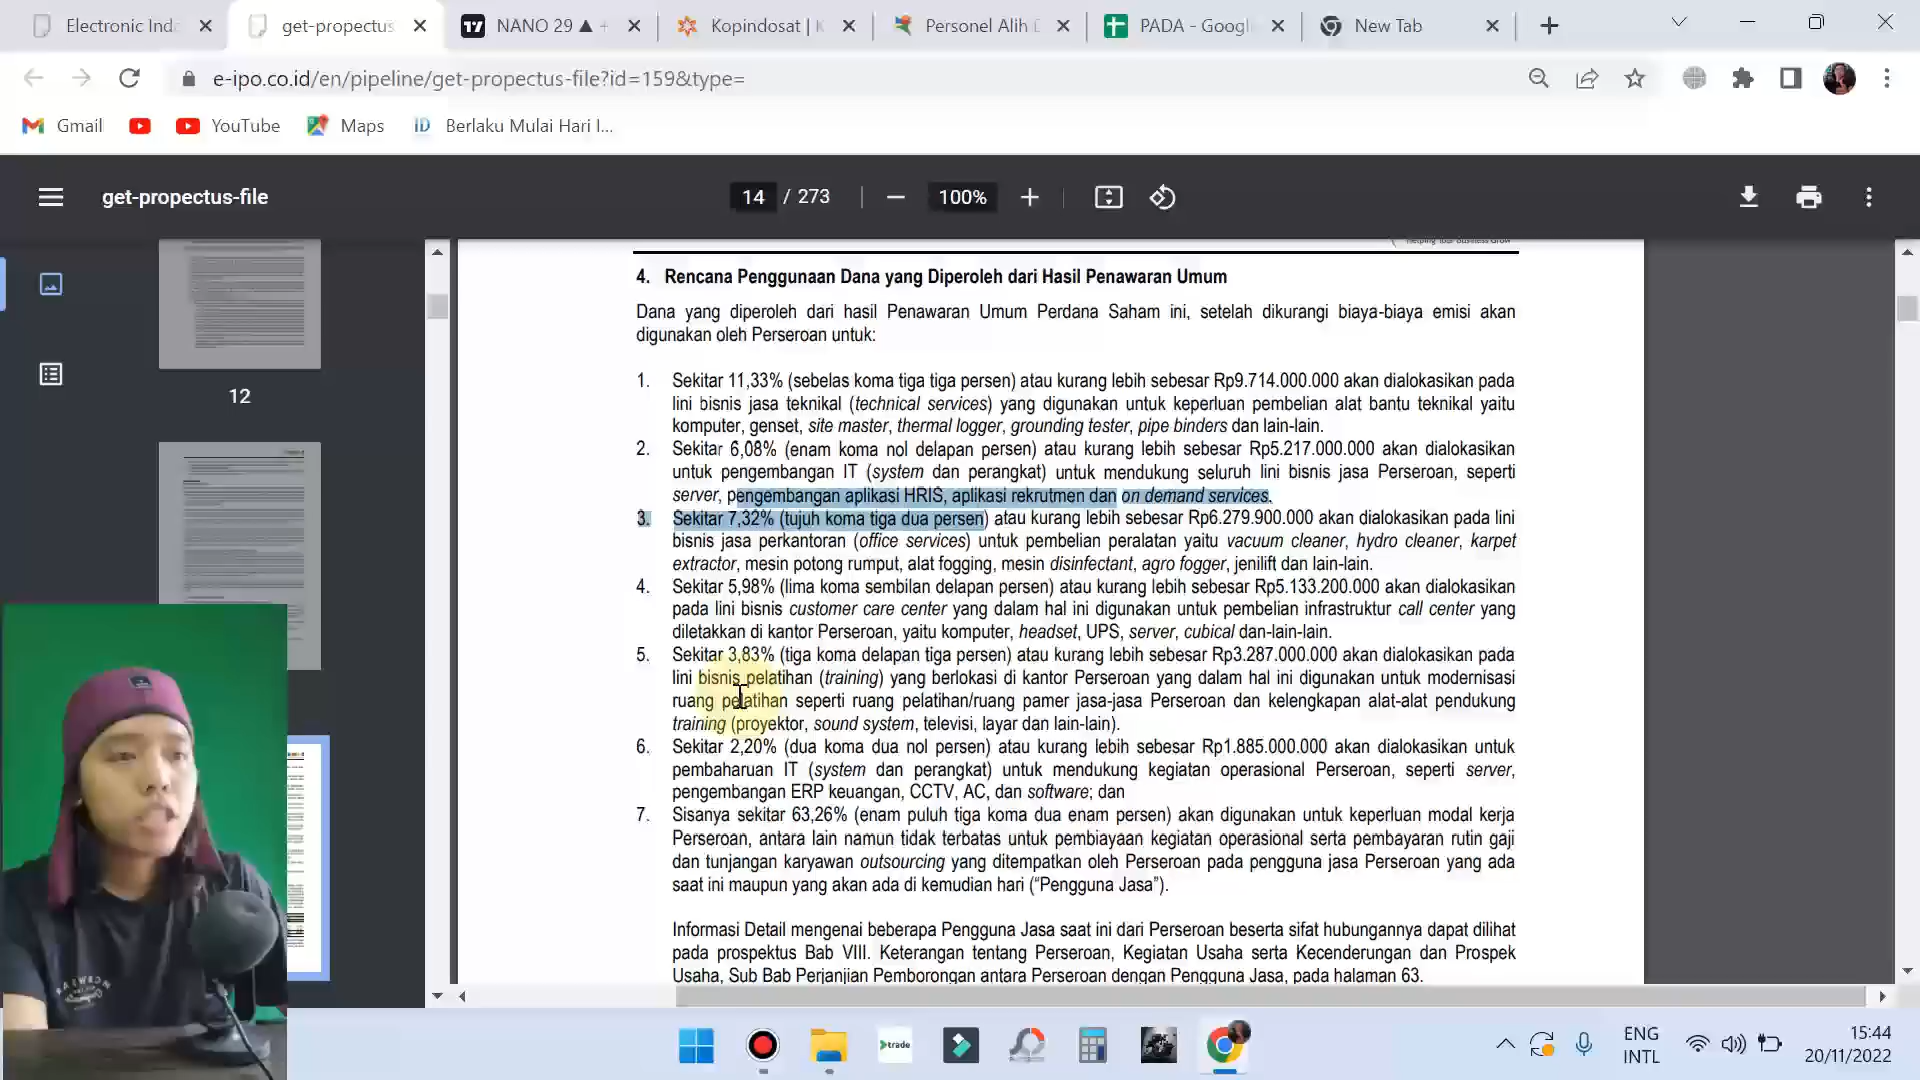 Electronic Ind
get-propectus
NANO 29 ▲ +
Kopindosat | K
Personel Alih D
PADA - Googl
New Tab
e-ipo.co.id/en/pipeline/get-propectus-file?id=159&type=
Gmail
YouTube
Maps
ID Berlaku Mulai Hari I...
get-propectus-file
14 / 273
100%
Helping Your Business Grow
12
4. Rencana Penggunaan Dana yang Diperoleh dari Hasil Penawaran Umum
Dana yang diperoleh dari hasil Penawaran Umum Perdana Saham ini, setelah dikurangi biaya-biaya emisi akan
digunakan oleh Perseroan untuk:
1. Sekitar 11,33% (sebelas koma tiga tiga persen) atau kurang lebih sebesar Rp9.714.000.000 akan dialokasikan pada
lini bisnis jasa teknikal (technical services) yang digunakan untuk keperluan pembelian alat bantu teknikal yaitu
komputer, genset, site master, thermal logger, grounding tester, pipe binders dan lain-lain.
2. Sekitar 6,08% (enam koma nol delapan persen) atau kurang lebih sebesar Rp5.217.000.000 akan dialokasikan
untuk pengembangan IT (system dan perangkat) untuk mendukung seluruh lini bisnis jasa Perseroan, seperti
server, pengembangan aplikasi HRIS, aplikasi rekrutmen dan on demand services.
3. Sekitar 7,32% (tujuh koma tiga dua persen) atau kurang lebih sebesar Rp6.279.900.000 akan dialokasikan pada lini
bisnis jasa perkantoran (office services) untuk pembelian peralatan yaitu vacuum cleaner, hydro cleaner, karpet
extractor, mesin potong rumput, alat fogging, mesin disinfectant, agro fogger, jenilift dan lain-lain.
4. Sekitar 5,98% (lima koma sembilan delapan persen) atau kurang lebih sebesar Rp5.133.200.000 akan dialokasikan
pada lini bisnis customer care center yang dalam hal ini digunakan untuk pembelian infrastruktur call center yang
diletakkan di kantor Perseroan, yaitu komputer, headset, UPS, server, cubical dan-lain-lain.
5. Sekitar 3,83% (tiga koma delapan tiga persen) atau kurang lebih sebesar Rp3.287.000.000 akan dialokasikan pada
lini bisnis pelatihan (training) yang berlokasi di kantor Perseroan yang dalam hal ini digunakan untuk modernisasi
ruang pelatihan seperti ruang pelatihan/ruang pamer jasa-jasa Perseroan dan kelengkapan alat-alat pendukung
training (proyektor, sound system, televisi, layar dan lain-lain).
6. Sekitar 2,20% (dua koma dua nol persen) atau kurang lebih sebesar Rp1.885.000.000 akan dialokasikan untuk
pembaharuan IT (system dan perangkat) untuk mendukung kegiatan operasional Perseroan, seperti server,
pengembangan ERP keuangan, CCTV, AC, dan software; dan
7. Sisanya sekitar 63,26% (enam puluh tiga koma dua enam persen) akan digunakan untuk keperluan modal kerja
Perseroan, antara lain namun tidak terbatas untuk pembiayaan kegiatan operasional serta pembayaran rutin gaji
dan tunjangan karyawan outsourcing yang ditempatkan oleh Perseroan pada pengguna jasa Perseroan yang ada
saat ini maupun yang akan ada di kemudian hari (“Pengguna Jasa”).
Informasi Detail mengenai beberapa Pengguna Jasa saat ini dari Perseroan beserta sifat hubungannya dapat dilihat
pada prospektus Bab VIII. Keterangan tentang Perseroan, Kegiatan Usaha serta Kecenderungan dan Prospek
Usaha, Sub Bab Perjanjian Pemborongan antara Perseroan dengan Pengguna Jasa, pada halaman 63.
trade
ENG
INTL
15:44
20/11/2022